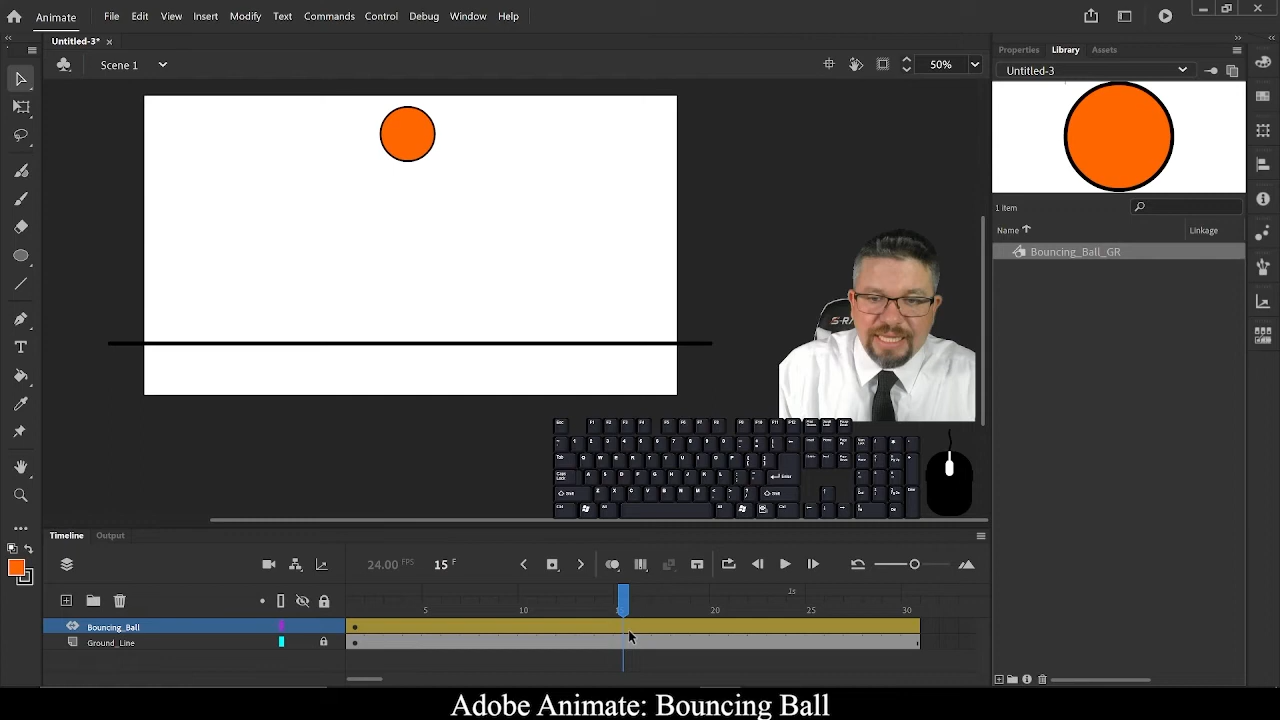 Animate
File Edit View Insert Modify Text Commands Control Debug Window Help
Untitled-3*
Scene 1
50%
Properties Library Assets
Untitled-3
1 item
Name Linkage
Bouncing_Ball_GR
S-RA
Timeline Output
24.00 FPS 15 F
1s
5 10 15 20 25 30
Bouncing_Ball
Ground_Line
Adobe Animate: Bouncing Ball